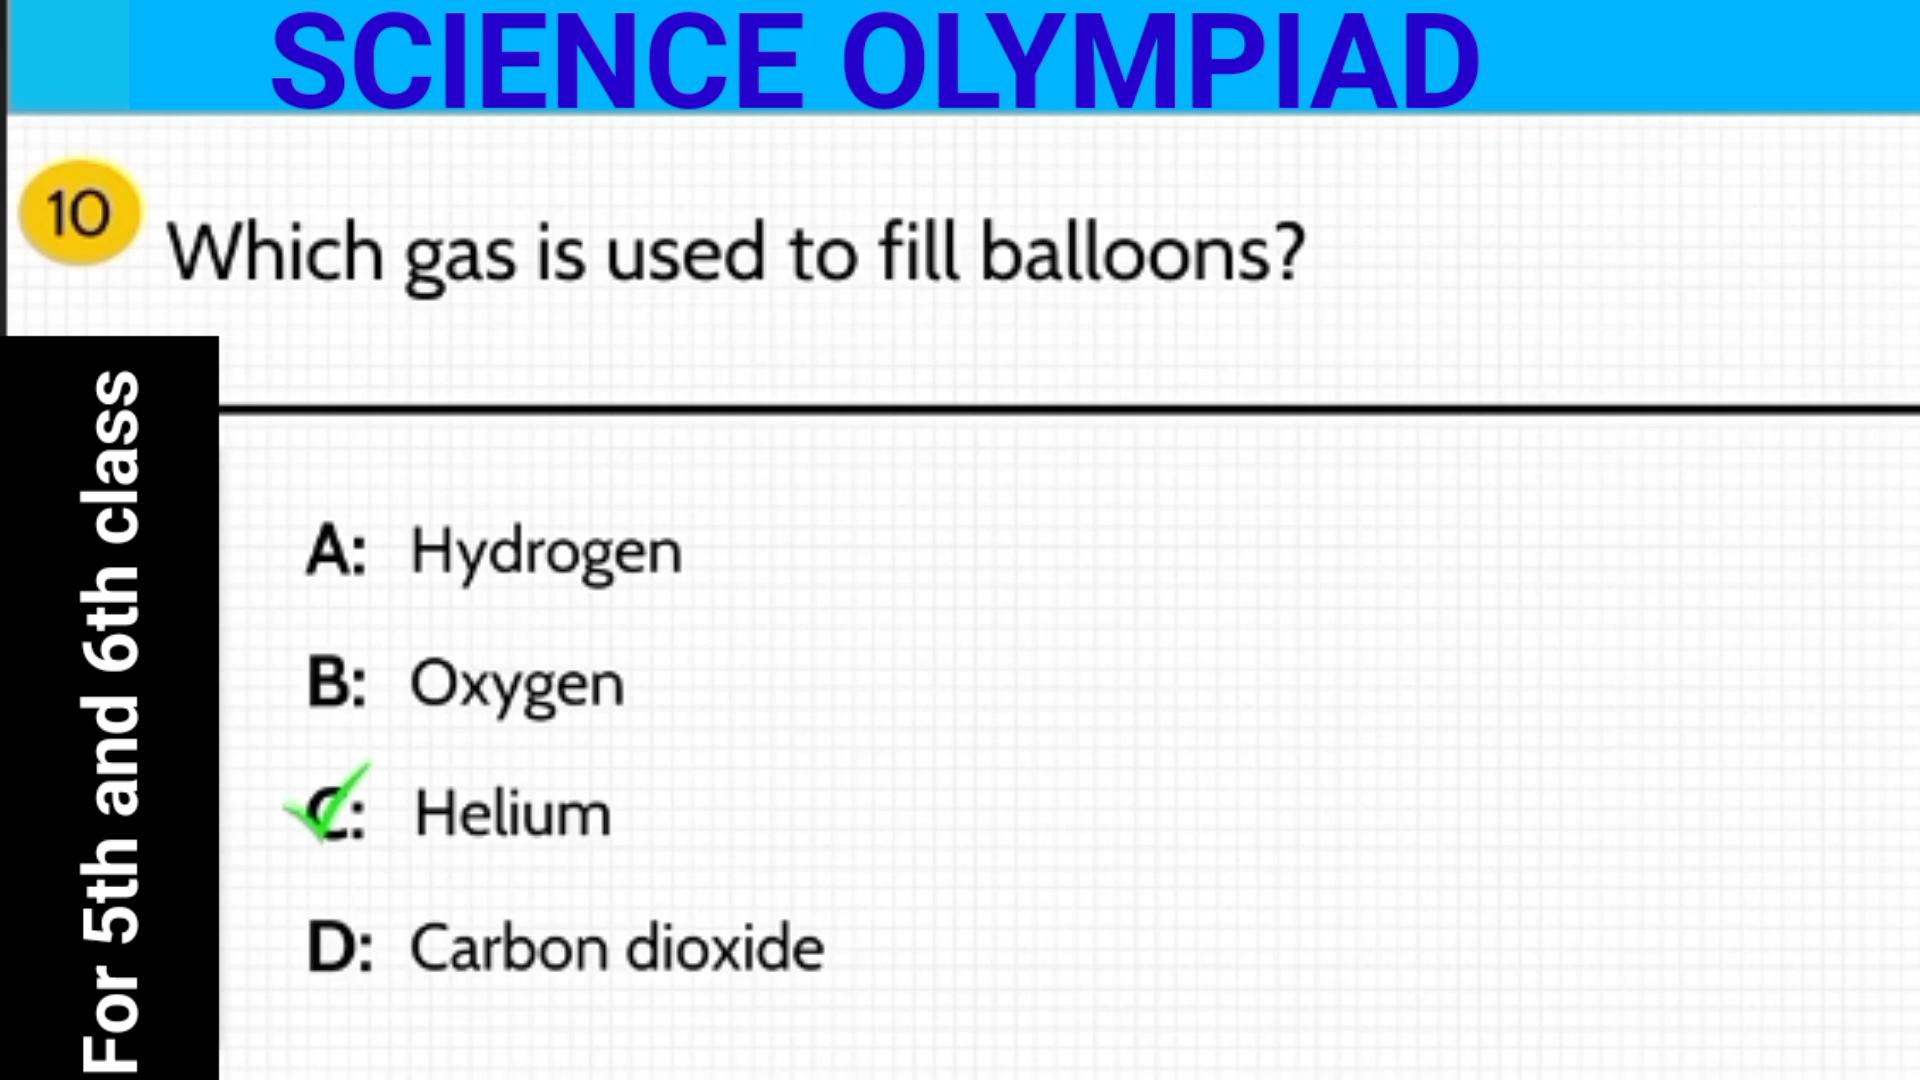 SCIENCE OLYMPIAD
10
Which gas is used to fill balloons?
For 5th and 6th class
A: Hydrogen
B: Oxygen
C: Helium
D: Carbon dioxide